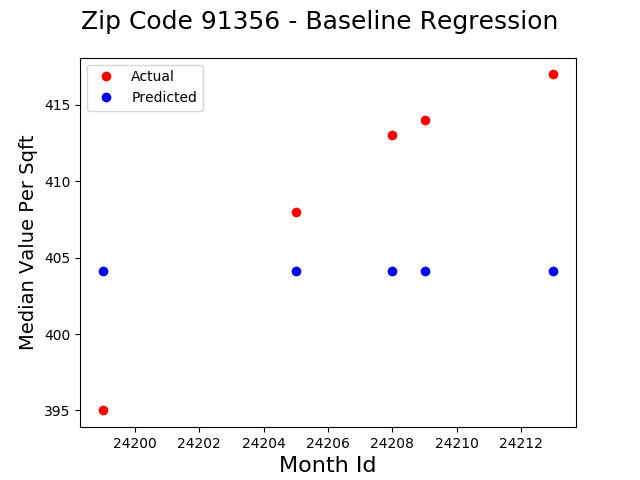 Zip Code 91356 - Baseline Regression
Actual
Predicted
Median Value Per Sqft
415
410
405
400
395
24200 24202 24204 24206 24208 24210 24212
Month Id